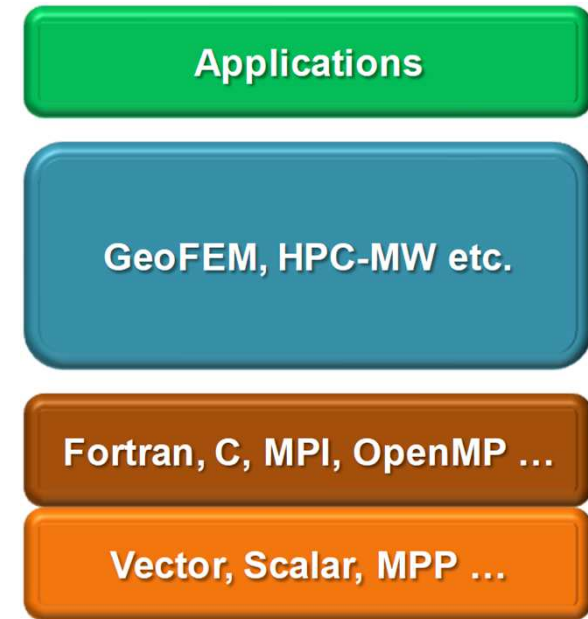 Applications
GeoFEM, HPC-MW etc.
Fortran, C, MPI, OpenMP …
Vector, Scalar, MPP …